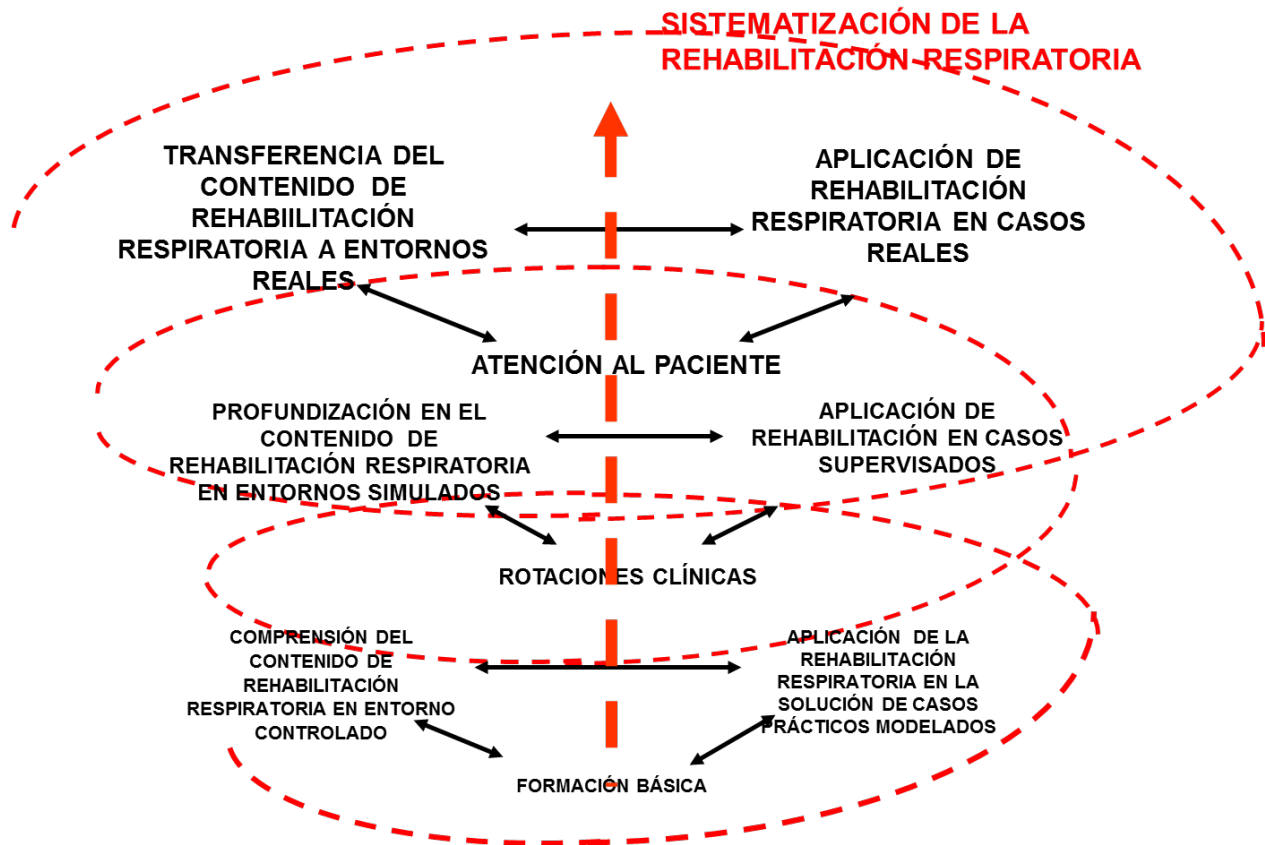 SISTEMATIZACIÓN DE LA
REHABILITACIÓN RESPIRATORIA
TRANSFERENCIA DEL
CONTENIDO DE
REHABIILITACIÓN
RESPIRATORIA A ENTORNOS
REALES
APLICACIÓN DE
REHABILITACIÓN
RESPIRATORIA EN CASOS
REALES
ATENCIÓN AL PACIENTE
PROFUNDIZACIÓN EN EL
CONTENIDO DE
REHABILITACIÓN RESPIRATORIA
EN ENTORNOS SIMULADOS
APLICACIÓN DE
REHABILITACIÓN EN CASOS
SUPERVISADOS
ROTACIONES CLÍNICAS
COMPRENSIÓN DEL
CONTENIDO DE
REHABILITACIÓN
RESPIRATORIA EN ENTORNO
CONTROLADO
APLICACIÓN DE LA
REHABILITACIÓN
RESPIRATORIA EN LA
SOLUCIÓN DE CASOS
PRÁCTICOS MODELADOS
FORMACIÓN BÁSICA